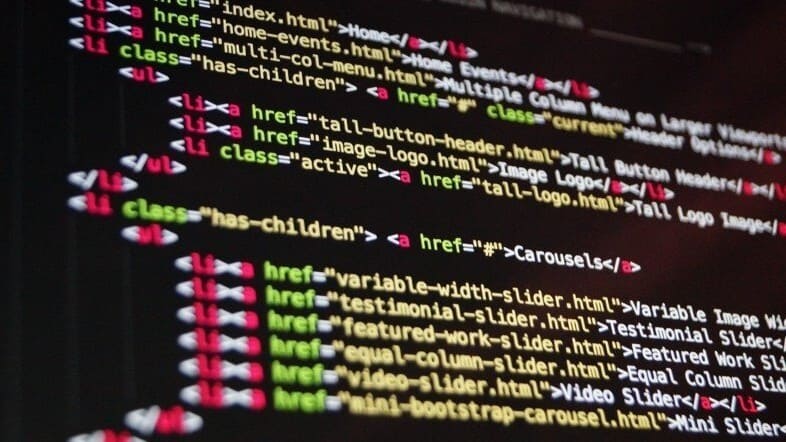 <li><a href="index.html">Home</a></li>
<li><a href="home-events.html">Home Events</a></li>
<li><a href="multi-col-menu.html">Multiple Column Menu on Larger Viewports
<li class="has-children"> <a href="#" class="current">Header Options</a>
<ul>
<li><a href="tall-button-header.html">Tall Button Header</a></li>
<li><a href="image-logo.html">Image Logo</a></li>
<li class="active"><a href="tall-logo.html">Tall Logo Image</a
</ul>
</li>
<li class="has-children"> <a href="#">Carousels</a>
<ul>
<li><a href="variable-width-slider.html">Variable Image Wi
<li><a href="testimonial-slider.html">Testimonial Slider</
<li><a href="featured-work-slider.html">Featured Work Sli
<li><a href="equal-column-slider.html">Equal Column Slid
<li><a href="video-slider.html">Video Slider</a></li>
<li><a href="mini-bootstrap-carousel.html">Mini Slider<
</ul>